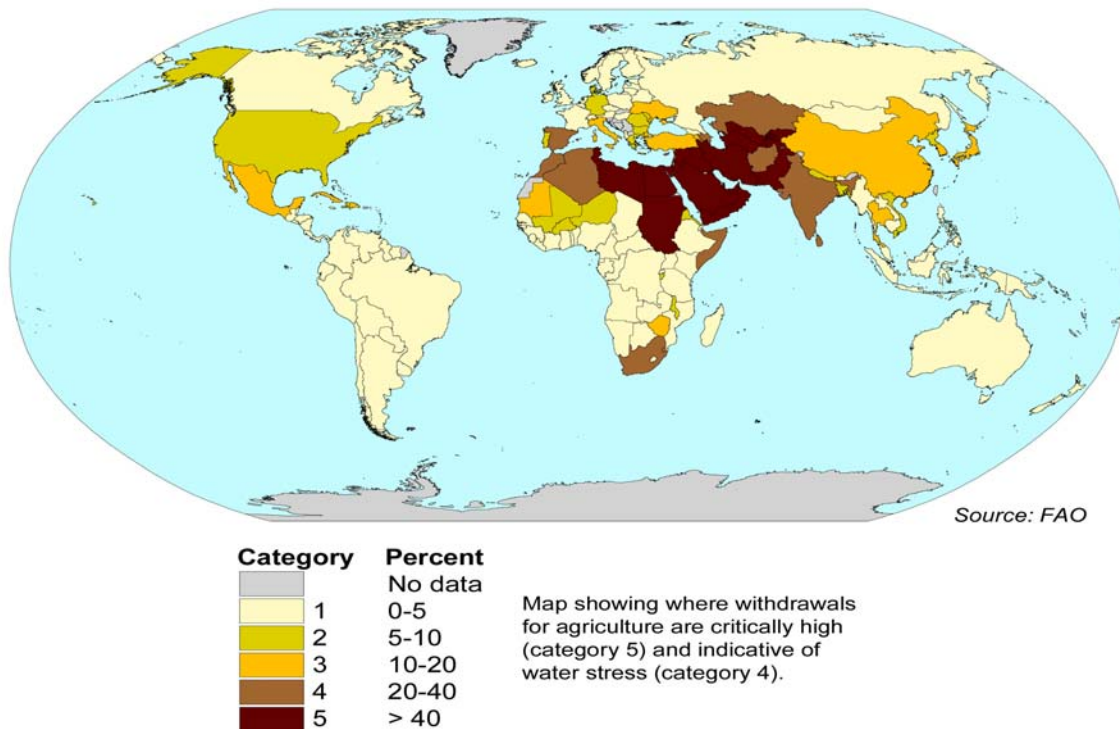 Source: FAO
Category Percent
No data
1 0-5
2 5-10
3 10-20
4 20-40
5 > 40
Map showing where withdrawals
for agriculture are critically high
(category 5) and indicative of
water stress (category 4).